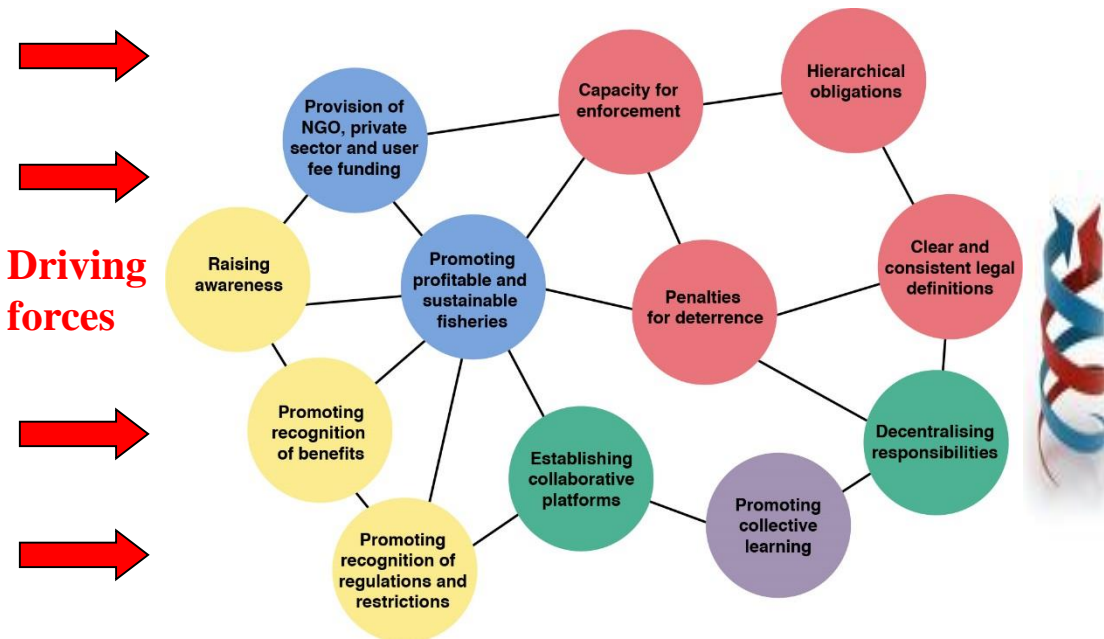 Driving
forces
Provision of
NGO, private
sector and user
fee funding
Capacity for
enforcement
Hierarchical
obligations
Raising
awareness
Promoting
profitable and
sustainable
fisheries
Penalties
for deterrence
Clear and
consistent legal
definitions
Promoting
recognition
of benefits
Establishing
collaborative
platforms
Decentralising
responsibilities
Promoting
recognition of
regulations and
restrictions
Promoting
collective
learning